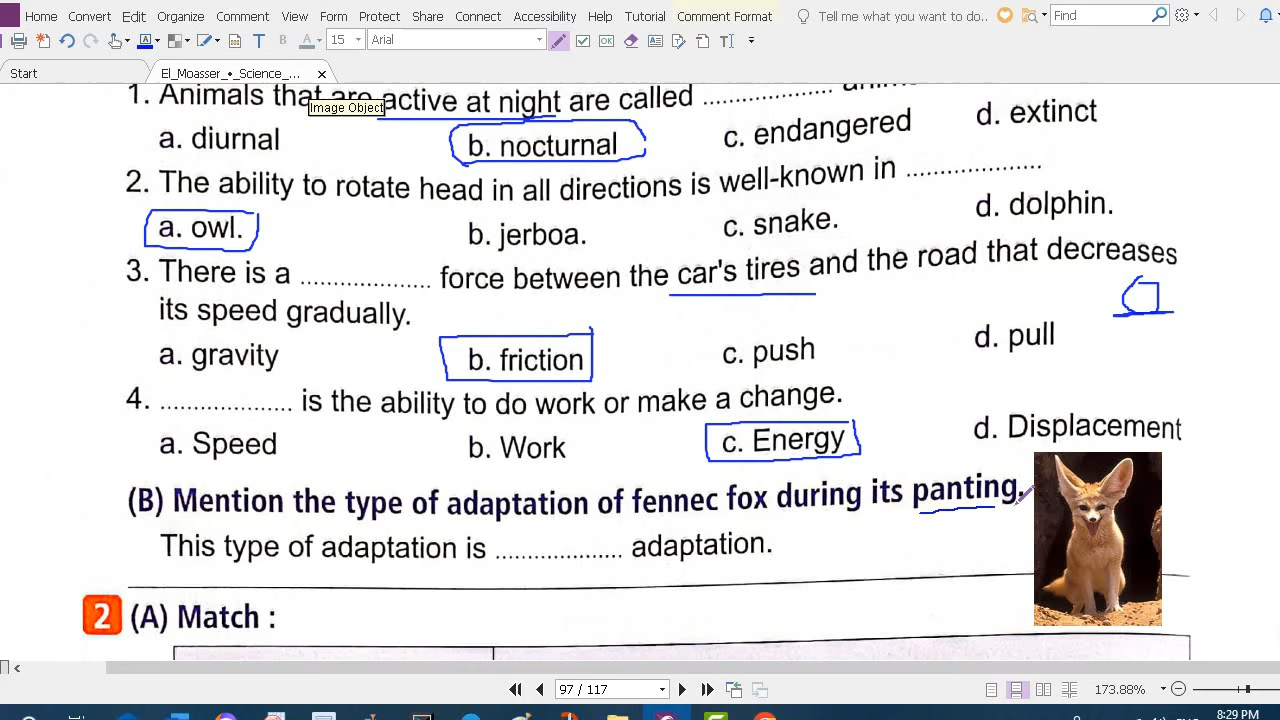 Home Convert Edit Organize Comment View Form Protect Share Connect Accessibility Help Tutorial Comment Format Tell me what you want to do.. Find
15 Arial
Start El_Moasser_•_Science_...
Image Object
1. Animals that are active at night are called ....................
a. diurnal b. nocturnal c. endangered d. extinct
2. The ability to rotate head in all directions is well-known in ....................
a. owl. b. jerboa. c. snake. d. dolphin.
3. There is a .................... force between the car's tires and the road that decreases
its speed gradually.
a. gravity b. friction c. push d. pull
4. .................... is the ability to do work or make a change.
a. Speed b. Work c. Energy d. Displacement
(B) Mention the type of adaptation of fennec fox during its panting.
This type of adaptation is .................... adaptation.
2 (A) Match :
97 / 117 173.88%
8:29 PM